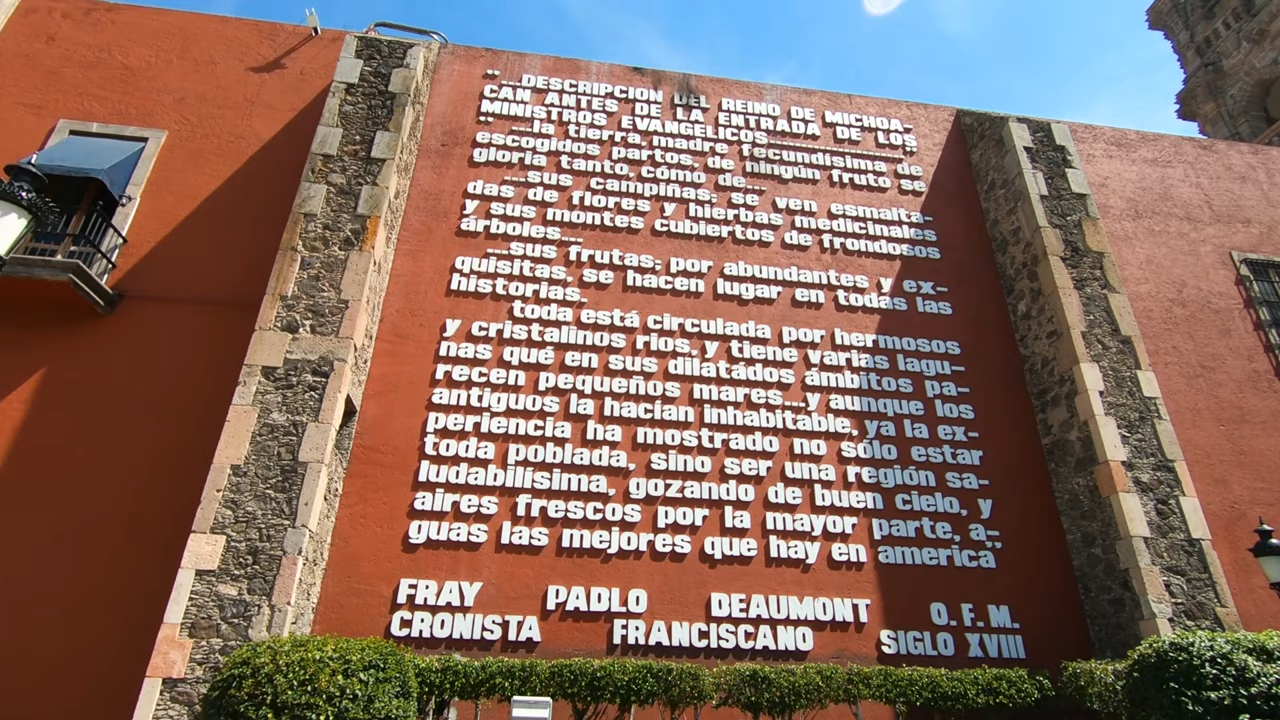 "...DESCRIPCION DEL REINO DE MICHOA-
CAN ANTES DE LA ENTRADA DE LOS
MINISTROS EVANGÉLICOS..................;
" ...la tierra, madre fecundísima de
escogidos partos, de ningún fruto se
gloria tanto, cómo de...
...sus campiñas; se ven esmalta-
das de flores y hierbas medicinales
y sus montes cubiertos de frondosos
árboles...
...sus frutas; por abundantes y ex-
quisitas, se hacen lugar en todas las
historias.
toda está circulada por hermosos
y cristalinos rios, y tiene varias lagu-
nas qué en sus dilatádos ámbitos pa-
recen pequeños mares...y aunque los
antiguos la hacían inhabitable, ya la ex-
periencia ha mostrado no sólo estar
toda poblada, sino ser una región sa-
ludabilísima, gozando de buen cielo, y
aires frescos por la mayor parte, a-
guas las mejores que hay en américa"
FRAY PABLO BEAUMONT O.F.M.
CRONISTA FRANCISCANO SIGLO XVIII